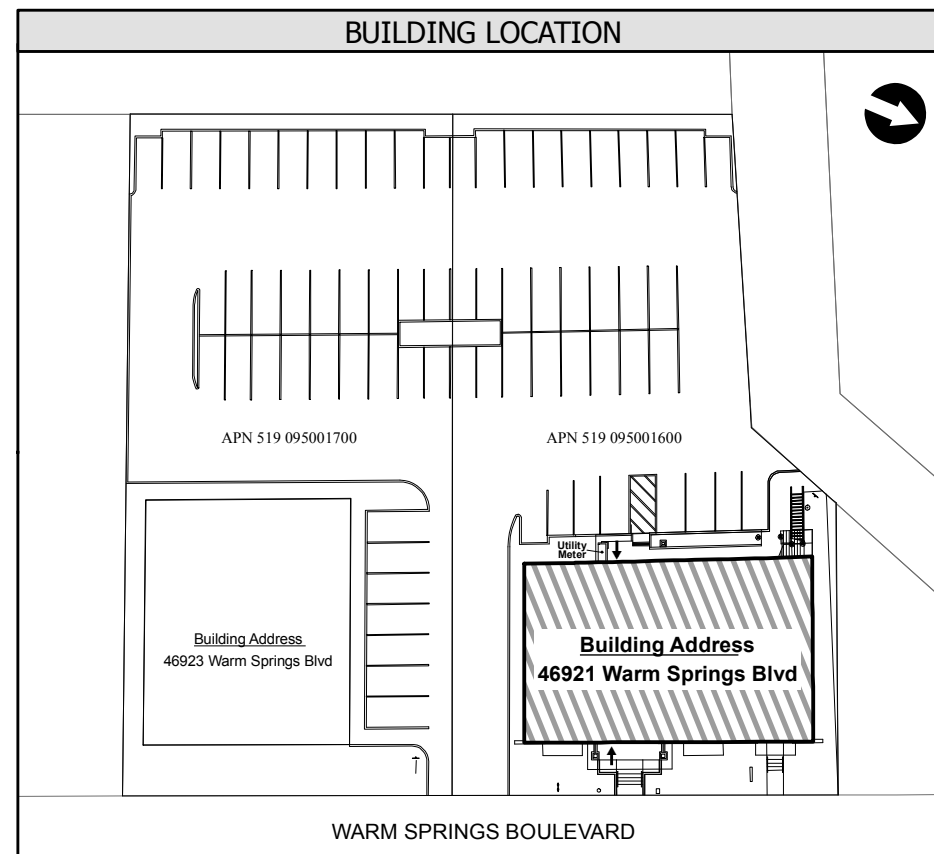 BUILDING LOCATION
APN 519 095001700
APN 519 095001600
Utility
Meter
Building Address
46923 Warm Springs Blvd
Building Address
46921 Warm Springs Blvd
WARM SPRINGS BOULEVARD